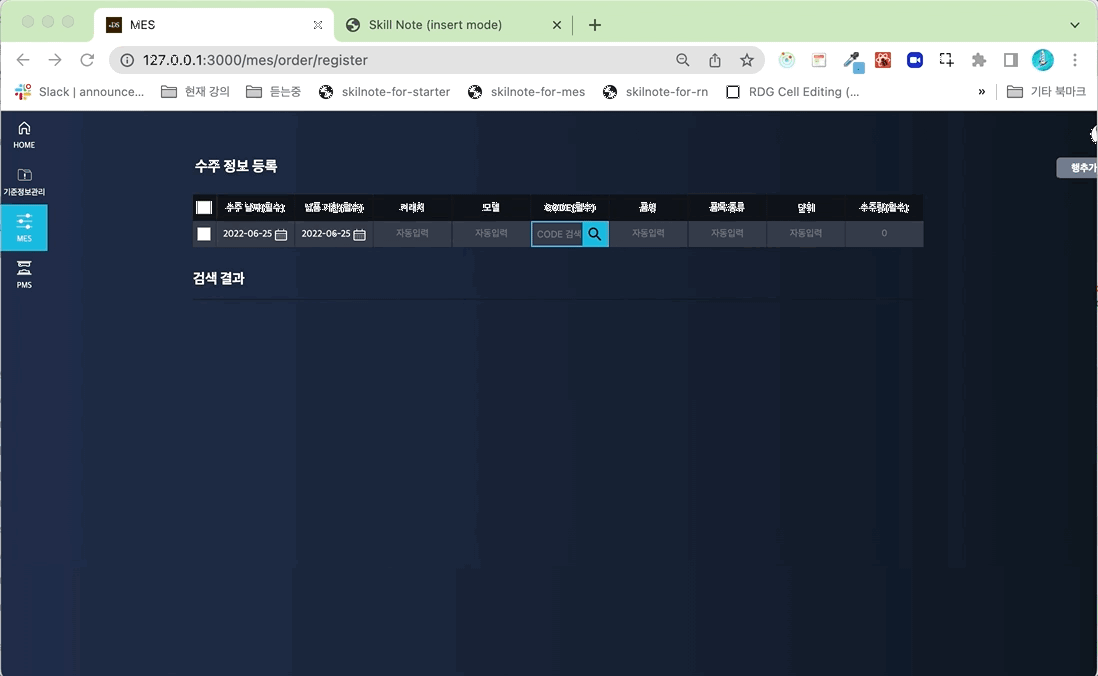 MES
Skill Note (insert mode)
127.0.0.1:3000/mes/order/register
Slack | announce... 현재 강의 듣는중 skilnote-for-starter skilnote-for-mes skilnote-for-rn RDG Cell Editing (... » 기타 북마크
HOME
기준정보관리
MES
PMS
수주 정보 등록
행추가
수주 날짜(필수) 납품 기한(필수) 거래처 모델 CODE(필수) 품명 품목 종류 단위 수주량(필수)
2022-06-25 2022-06-25 자동입력 자동입력 CODE 검색 자동입력 자동입력 자동입력 0
검색 결과